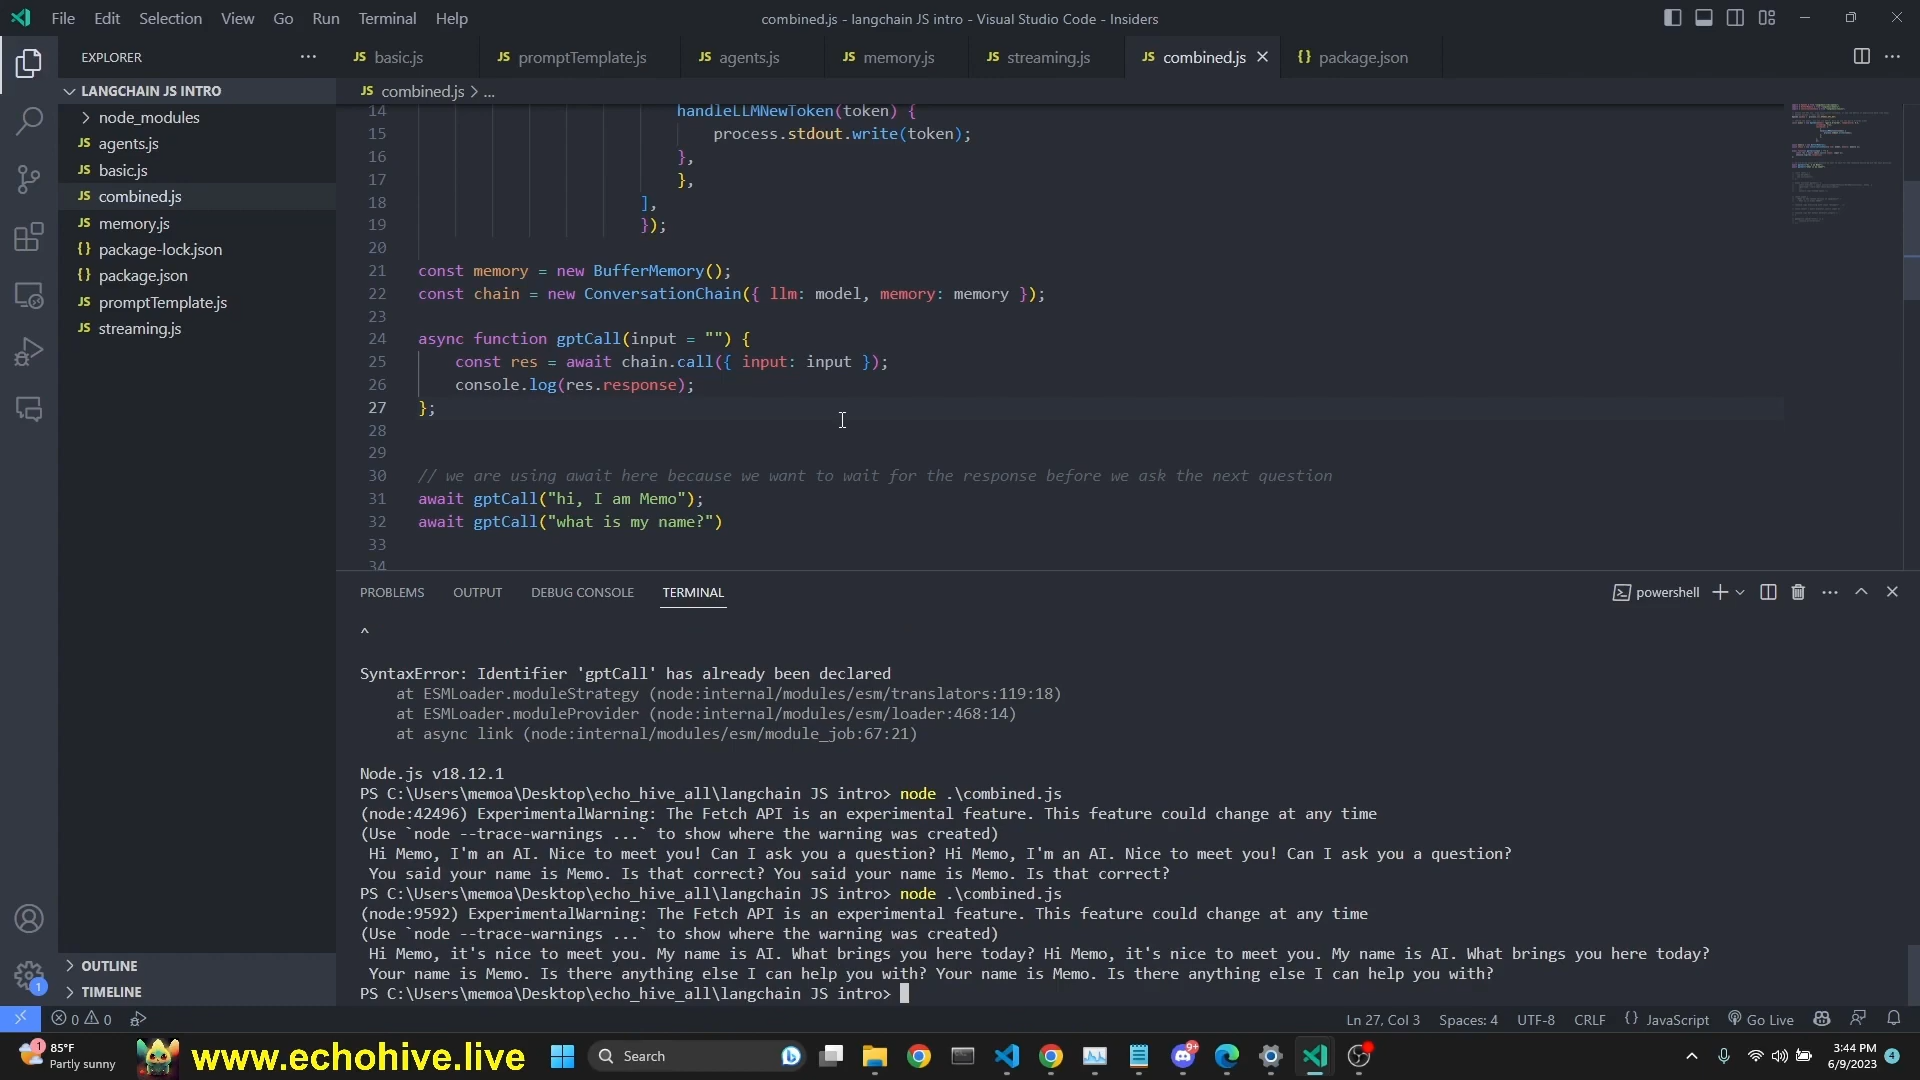 File Edit Selection View Go Run Terminal Help
combined.js - langchain JS intro - Visual Studio Code - Insiders
EXPLORER
JS basic.js
JS promptTemplate.js
JS agents.js
JS memory.js
JS streaming.js
JS combined.js
{} package.json
LANGCHAIN JS INTRO
node_modules
JS agents.js
JS basic.js
JS combined.js
JS memory.js
{} package-lock.json
{} package.json
JS promptTemplate.js
JS streaming.js
OUTLINE
TIMELINE
JS combined.js > ...
14 handleLLMNewToken(token) {
15 process.stdout.write(token);
16 },
17 },
18 ],
19 });
20
21 const memory = new BufferMemory();
22 const chain = new ConversationChain({ llm: model, memory: memory });
23
24 async function gptCall(input = "") {
25 const res = await chain.call({ input: input });
26 console.log(res.response);
27 };
28
29
30 // we are using await here because we want to wait for the response before we ask the next question
31 await gptCall("hi, I am Memo");
32 await gptCall("what is my name?")
33
34
PROBLEMS OUTPUT DEBUG CONSOLE TERMINAL
powershell
^
SyntaxError: Identifier 'gptCall' has already been declared
at ESMLoader.moduleStrategy (node:internal/modules/esm/translators:119:18)
at ESMLoader.moduleProvider (node:internal/modules/esm/loader:468:14)
at async link (node:internal/modules/esm/module_job:67:21)
Node.js v18.12.1
PS C:\Users\memoa\Desktop\echo_hive_all\langchain JS intro> node .\combined.js
(node:42496) ExperimentalWarning: The Fetch API is an experimental feature. This feature could change at any time
(Use `node --trace-warnings ...` to show where the warning was created)
Hi Memo, I'm an AI. Nice to meet you! Can I ask you a question? Hi Memo, I'm an AI. Nice to meet you! Can I ask you a question?
You said your name is Memo. Is that correct? You said your name is Memo. Is that correct?
PS C:\Users\memoa\Desktop\echo_hive_all\langchain JS intro> node .\combined.js
(node:9592) ExperimentalWarning: The Fetch API is an experimental feature. This feature could change at any time
(Use `node --trace-warnings ...` to show where the warning was created)
Hi Memo, it's nice to meet you. My name is AI. What brings you here today? Hi Memo, it's nice to meet you. My name is AI. What brings you here today?
Your name is Memo. Is there anything else I can help you with? Your name is Memo. Is there anything else I can help you with?
PS C:\Users\memoa\Desktop\echo_hive_all\langchain JS intro>
1
0 0
Ln 27, Col 3 Spaces: 4 UTF-8 CRLF {} JavaScript Go Live
1
85°F
Partly sunny
www.echohive.live
Search
9+
3:44 PM
6/9/2023
4